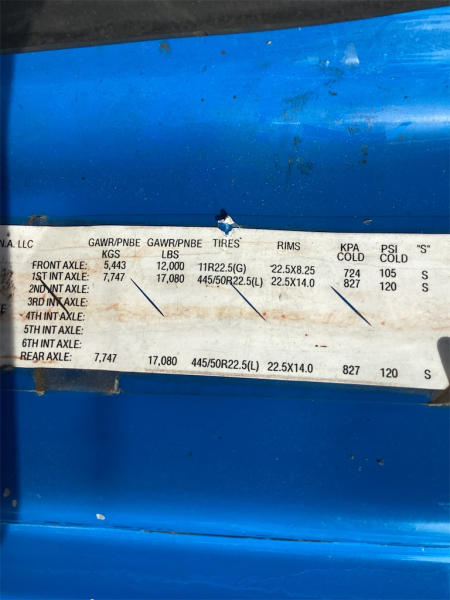 N.A. LLC GAWR/PNBE GAWR/PNBE TIRES RIMS KPA PSI "S"
KGS LBS COLD COLD
FRONT AXLE: 5,443 12,000 11R22.5(G) 22.5X8.25 724 105 S
1ST INT AXLE: 7,747 17,080 445/50R22.5(L) 22.5X14.0 827 120 S
2ND INT AXLE:
3RD INT AXLE:
4TH INT AXLE:
5TH INT AXLE:
6TH INT AXLE:
REAR AXLE: 7,747 17,080 445/50R22.5(L) 22.5X14.0 827 120 S